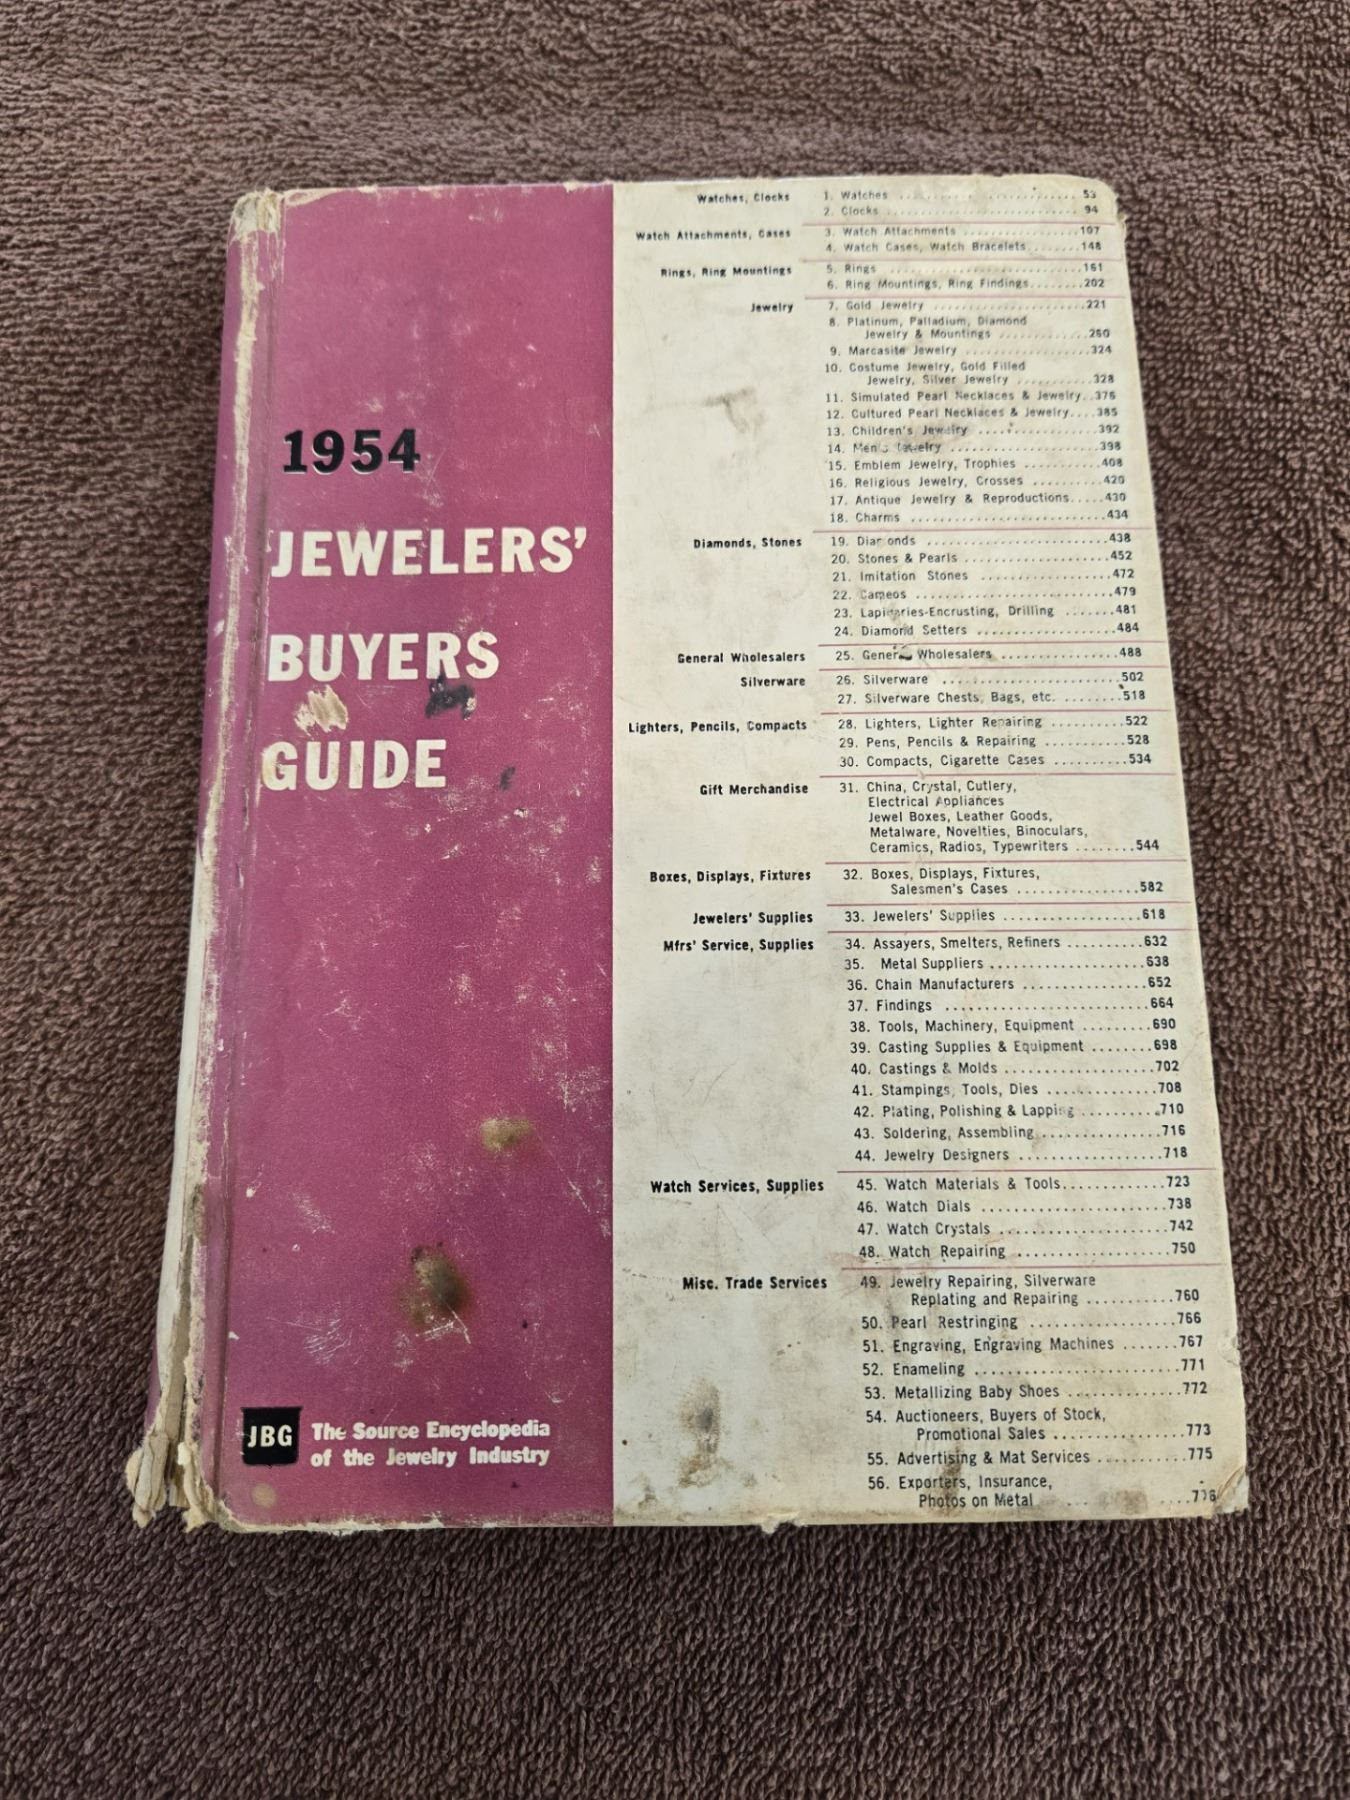 1954
JEWELERS'
BUYERS
GUIDE
JBG The Source Encyclopedia
of the Jewelry Industry
Watches, Clocks 1. Watches .......................... 53
2. Clocks .......................... 94
Watch Attachments, Cases 3. Watch Attachments ................ 107
4. Watch Cases, Watch Bracelets ........ 148
Rings, Ring Mountings 5. Rings .......................... 161
6. Ring Mountings, Ring Findings ........ 202
Jewelry 7. Gold Jewelry .................... 221
8. Platinum, Palladium, Diamond
Jewelry & Mountings ............. 260
9. Marcasite Jewelry ................. 324
10. Costume Jewelry, Gold Filled
Jewelry, Silver Jewelry ........... 328
11. Simulated Pearl Necklaces & Jewelry.. 376
12. Cultured Pearl Necklaces & Jewelry.... 385
13. Children's Jewelry ................ 392
14. Men's Jewelry .................... 398
15. Emblem Jewelry, Trophies ........... 408
16. Religious Jewelry, Crosses .......... 420
17. Antique Jewelry & Reproductions..... 430
18. Charms ......................... 434
Diamonds, Stones 19. Diamonds ....................... 438
20. Stones & Pearls ................... 452
21. Imitation Stones .................. 472
22. Cameos ......................... 479
23. Lapidaries-Encrusting, Drilling ....... 481
24. Diamond Setters .................. 484
General Wholesalers 25. General Wholesalers ............... 488
Silverware 26. Silverware ...................... 502
27. Silverware Chests, Bags, etc. ........ 518
Lighters, Pencils, Compacts 28. Lighters, Lighter Repairing .......... 522
29. Pens, Pencils & Repairing ........... 528
30. Compacts, Cigarette Cases .......... 534
Gift Merchandise 31. China, Crystal, Cutlery,
Electrical Appliances
Jewel Boxes, Leather Goods,
Metalware, Novelties, Binoculars,
Ceramics, Radios, Typewriters ........ 544
Boxes, Displays, Fixtures 32. Boxes, Displays, Fixtures,
Salesmen's Cases ............... 582
Jewelers' Supplies 33. Jewelers' Supplies ................. 618
Mfrs' Service, Supplies 34. Assayers, Smelters, Refiners .......... 632
35. Metal Suppliers ................... 638
36. Chain Manufacturers ............... 652
37. Findings ........................ 664
38. Tools, Machinery, Equipment ......... 690
39. Casting Supplies & Equipment ........ 698
40. Castings & Molds .................. 702
41. Stampings, Tools, Dies .............. 708
42. Plating, Polishing & Lapping .......... 710
43. Soldering, Assembling .............. 716
44. Jewelry Designers ................. 718
Watch Services, Supplies 45. Watch Materials & Tools............. 723
46. Watch Dials ...................... 738
47. Watch Crystals .................... 742
48. Watch Repairing .................. 750
Misc. Trade Services 49. Jewelry Repairing, Silverware
Replating and Repairing ........... 760
50. Pearl Restringing .................. 766
51. Engraving, Engraving Machines ....... 767
52. Enameling ....................... 771
53. Metallizing Baby Shoes .............. 772
54. Auctioneers, Buyers of Stock,
Promotional Sales ................ 773
55. Advertising & Mat Services ........... 775
56. Exporters, Insurance,
Photos on Metal ... ....